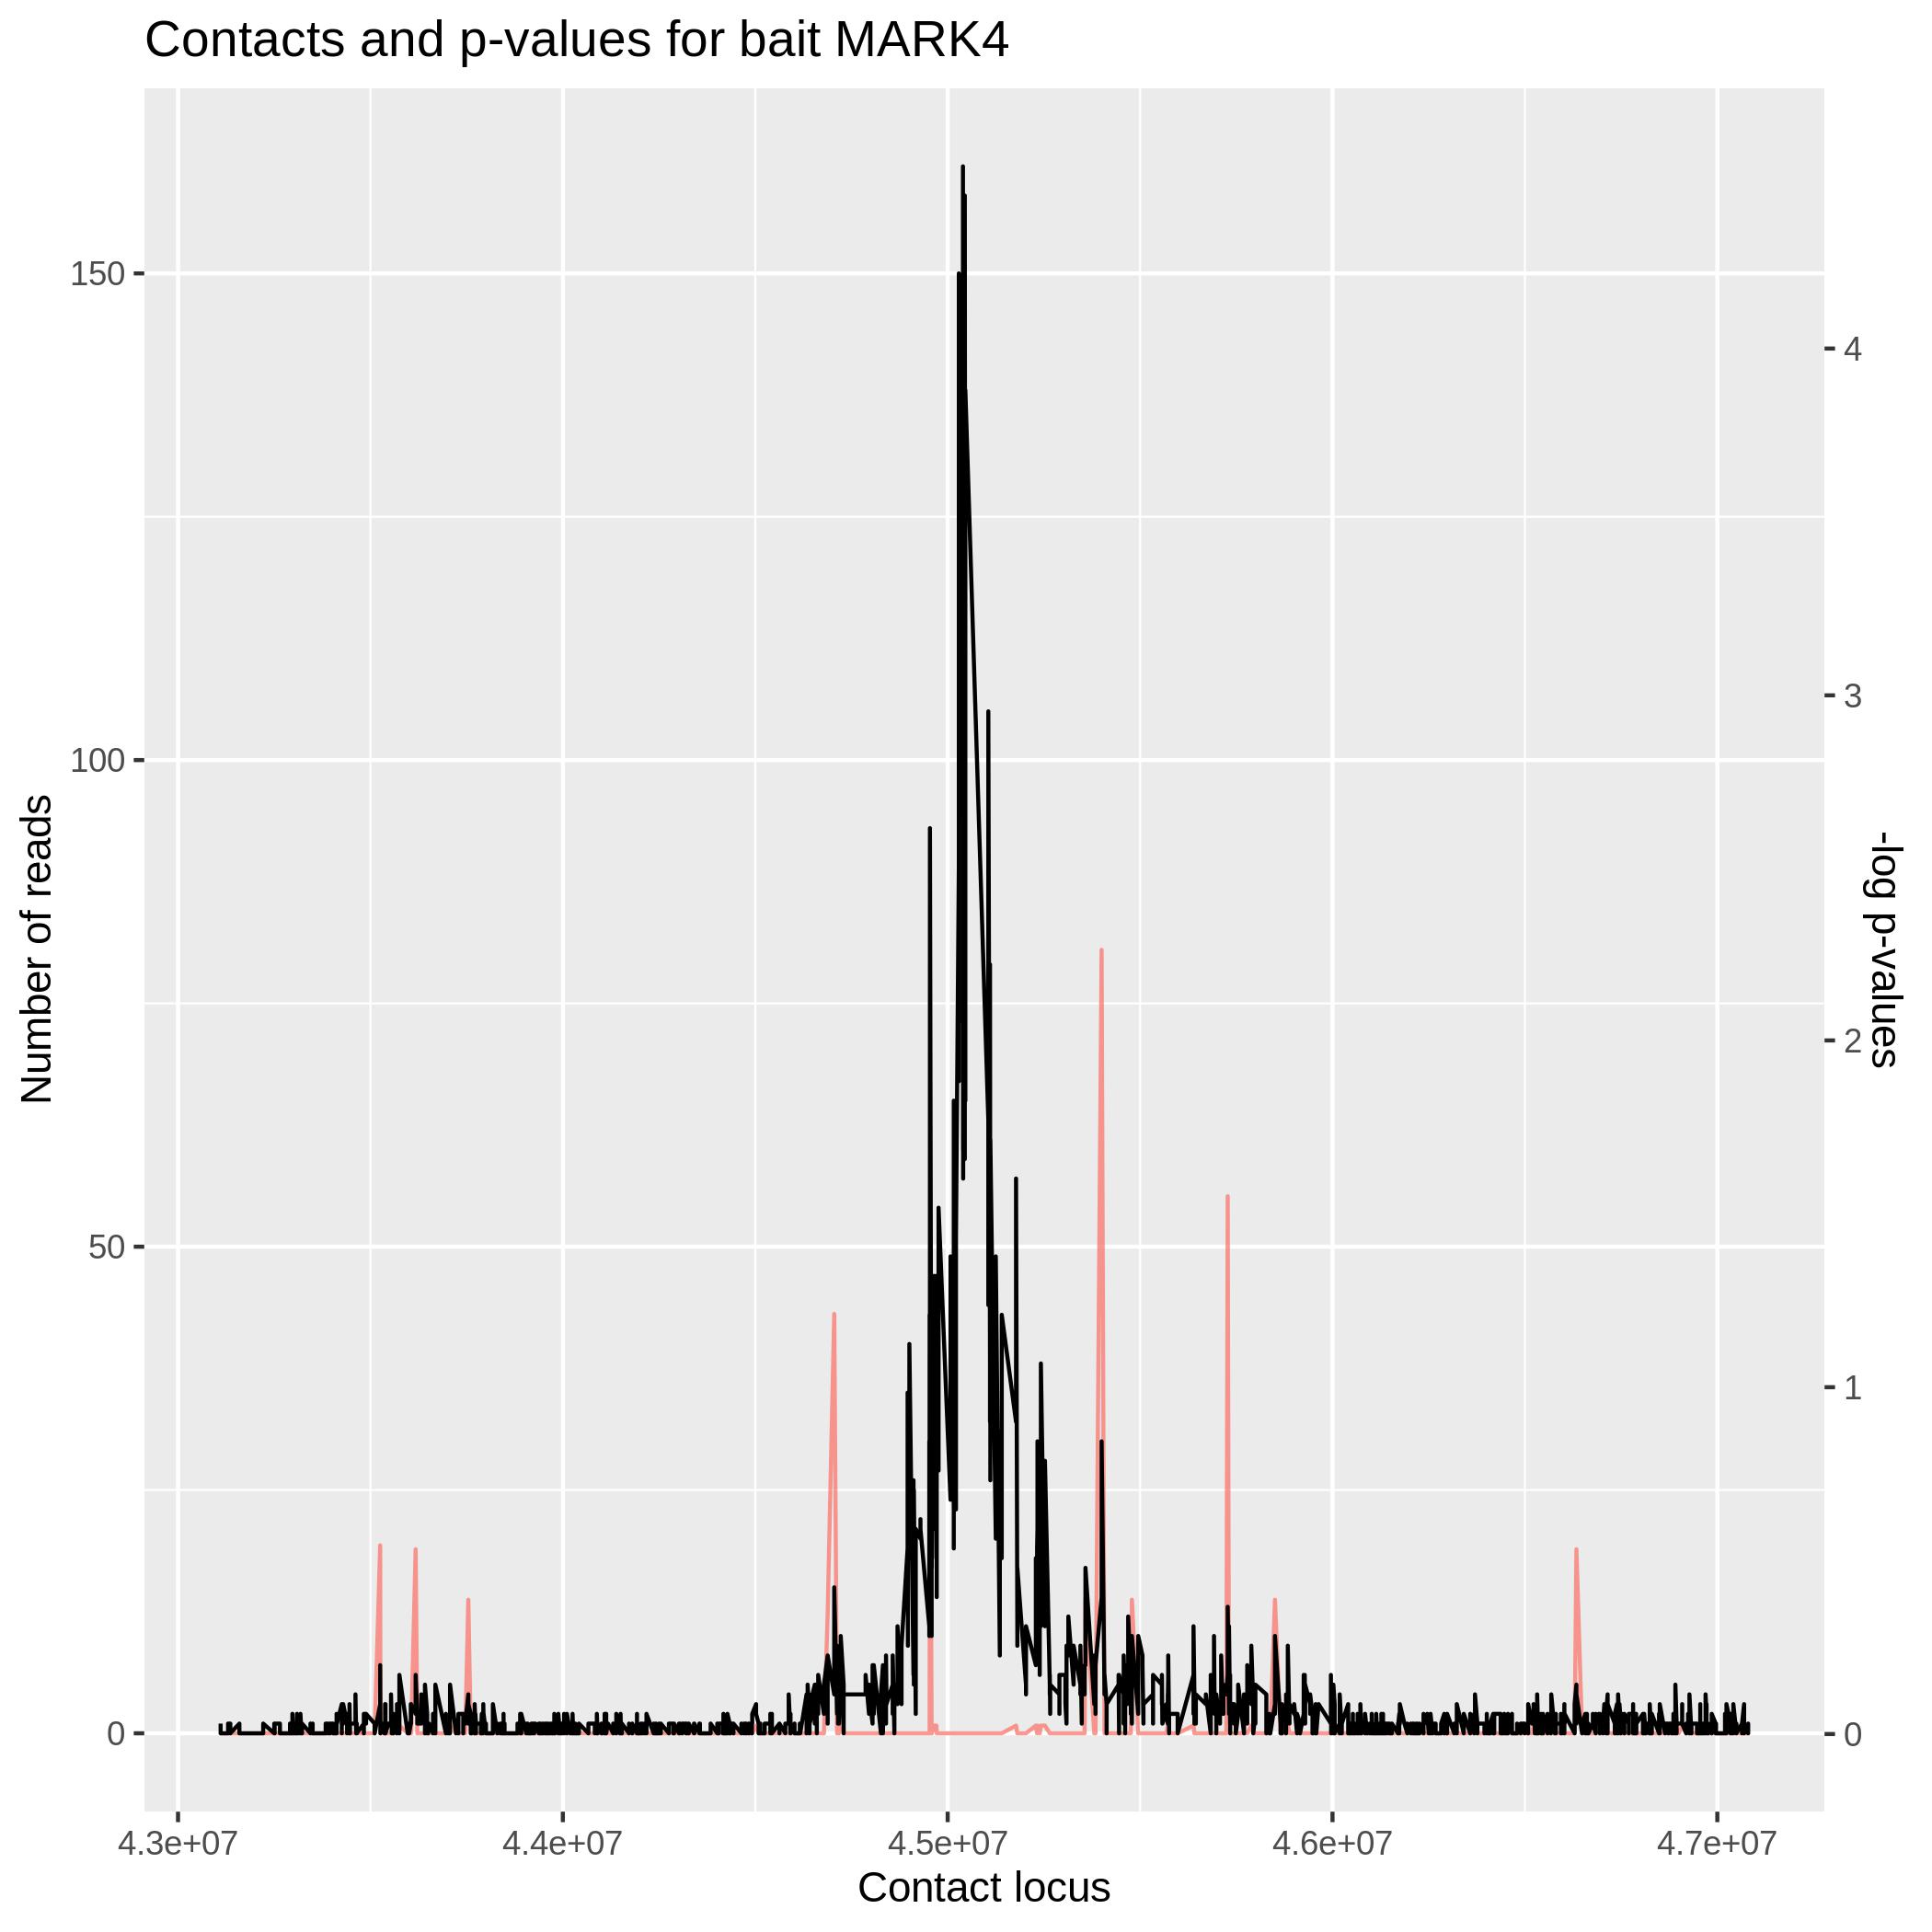 Contacts and p-values for bait MARK4
150
100
50
0
Number of reads
4
3
2
1
0
-log p-values
4.3e+07
4.4e+07
4.5e+07
4.6e+07
4.7e+07
Contact locus